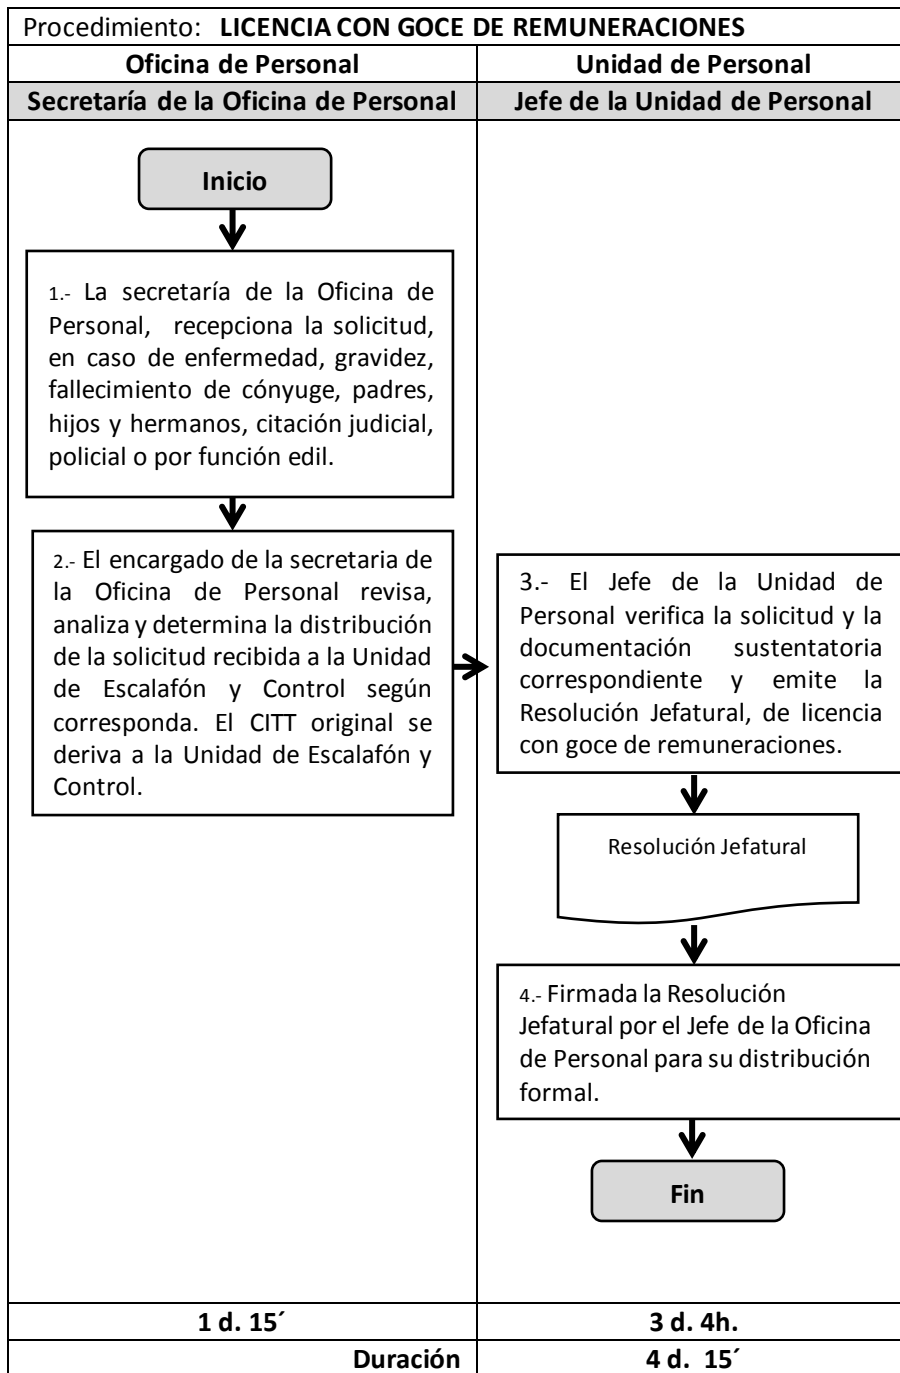 Procedimiento: LICENCIA CON GOCE DE REMUNERACIONES
Oficina de Personal
Unidad de Personal
Secretaría de la Oficina de Personal
Jefe de la Unidad de Personal
Inicio
1.- La secretaría de la Oficina de
Personal, recepciona la solicitud,
en caso de enfermedad, gravidez,
fallecimiento de cónyuge, padres,
hijos y hermanos, citación judicial,
policial o por función edil.
2.- El encargado de la secretaria de
la Oficina de Personal revisa,
analiza y determina la distribución
de la solicitud recibida a la Unidad
de Escalafón y Control según
corresponda. El CITT original se
deriva a la Unidad de Escalafón y
Control.
3.- El Jefe de la Unidad de
Personal verifica la solicitud y la
documentación sustentatoria
correspondiente y emite la
Resolución Jefatural, de licencia
con goce de remuneraciones.
Resolución Jefatural
4.- Firmada la Resolución
Jefatural por el Jefe de la Oficina
de Personal para su distribución
formal.
Fin
1 d. 15´
3 d. 4h.
Duración
4 d. 15´